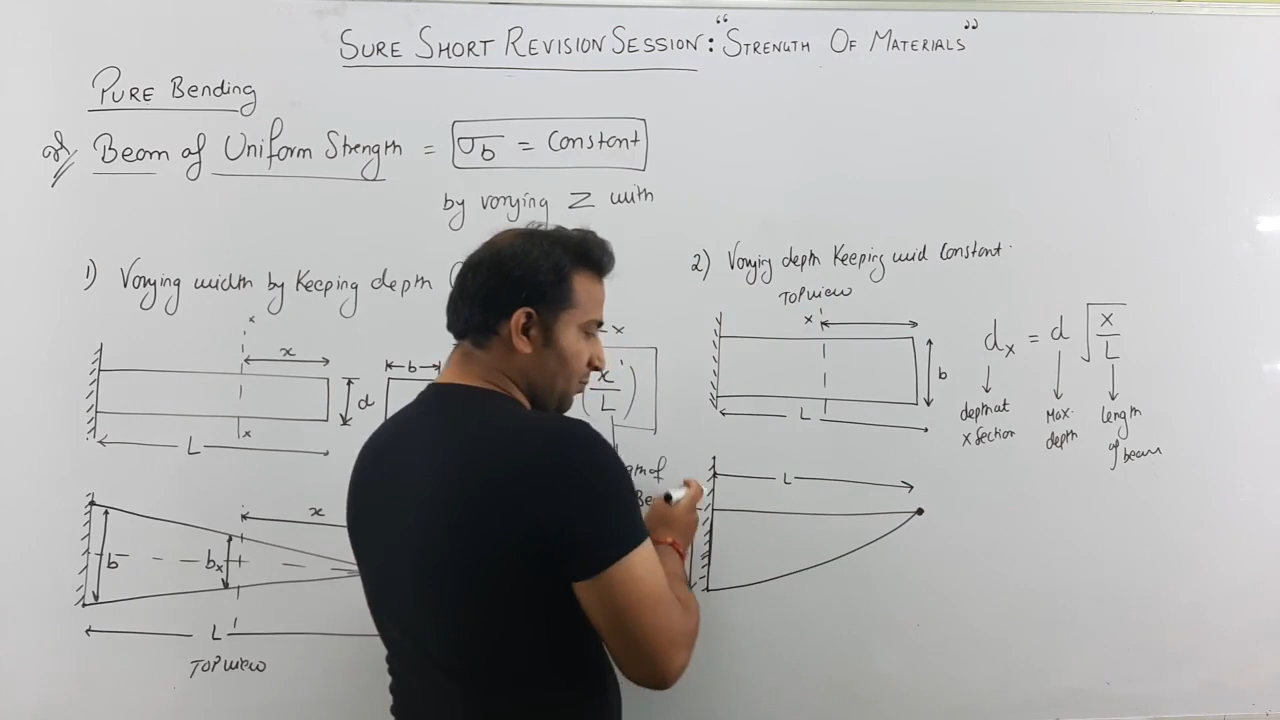 SURE SHORT REVISION SESSION: "STRENGTH OF MATERIALS"
PURE Bending
Beam of Uniform Strength = σb = Constant
by varying Z with
1) Varying width by Keeping depth (
x
x
x
L
d
b
x
x
L
b
bx
x
L
TOP view
2) Varying depth Keeping wid Constant.
TOP view
x
b
L
L
dx = d √ x/L
depth at
x section
Max.
depth
length
of beam